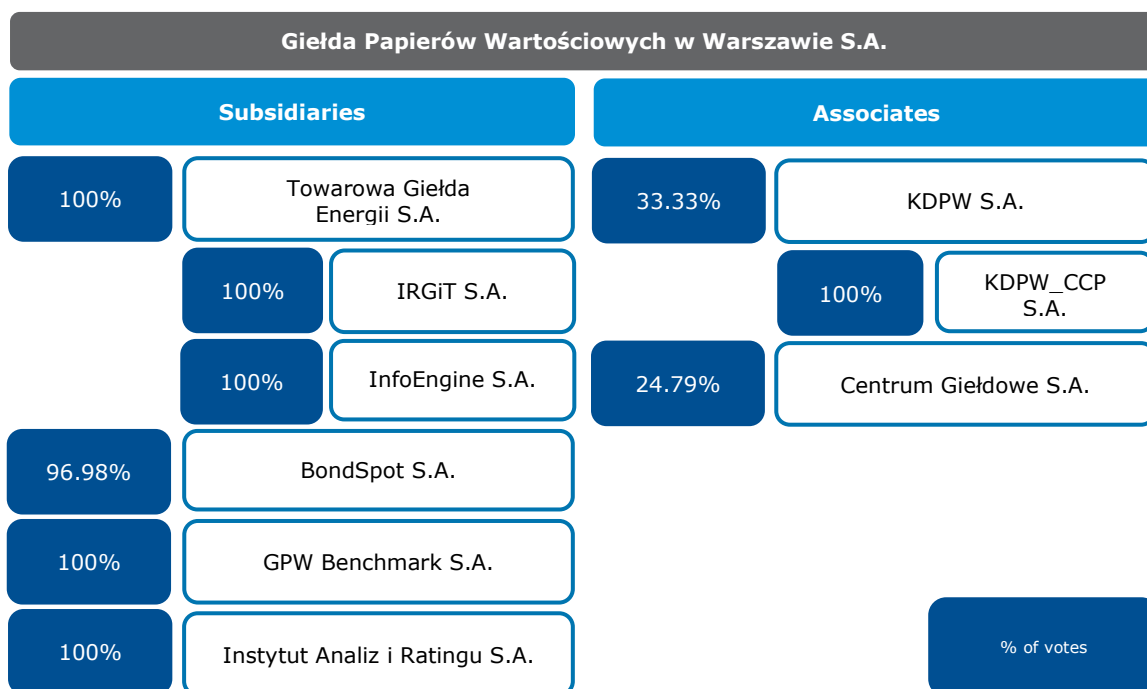 Giełda Papierów Wartościowych w Warszawie S.A.
Subsidiaries
100%
Towarowa Giełda
Energii S.A.
100%
IRGiT S.A.
100%
InfoEngine S.A.
96.98%
BondSpot S.A.
100%
GPW Benchmark S.A.
100%
Instytut Analiz i Ratingu S.A.
Associates
33.33%
KDPW S.A.
100%
KDPW_CCP
S.A.
24.79%
Centrum Giełdowe S.A.
% of votes